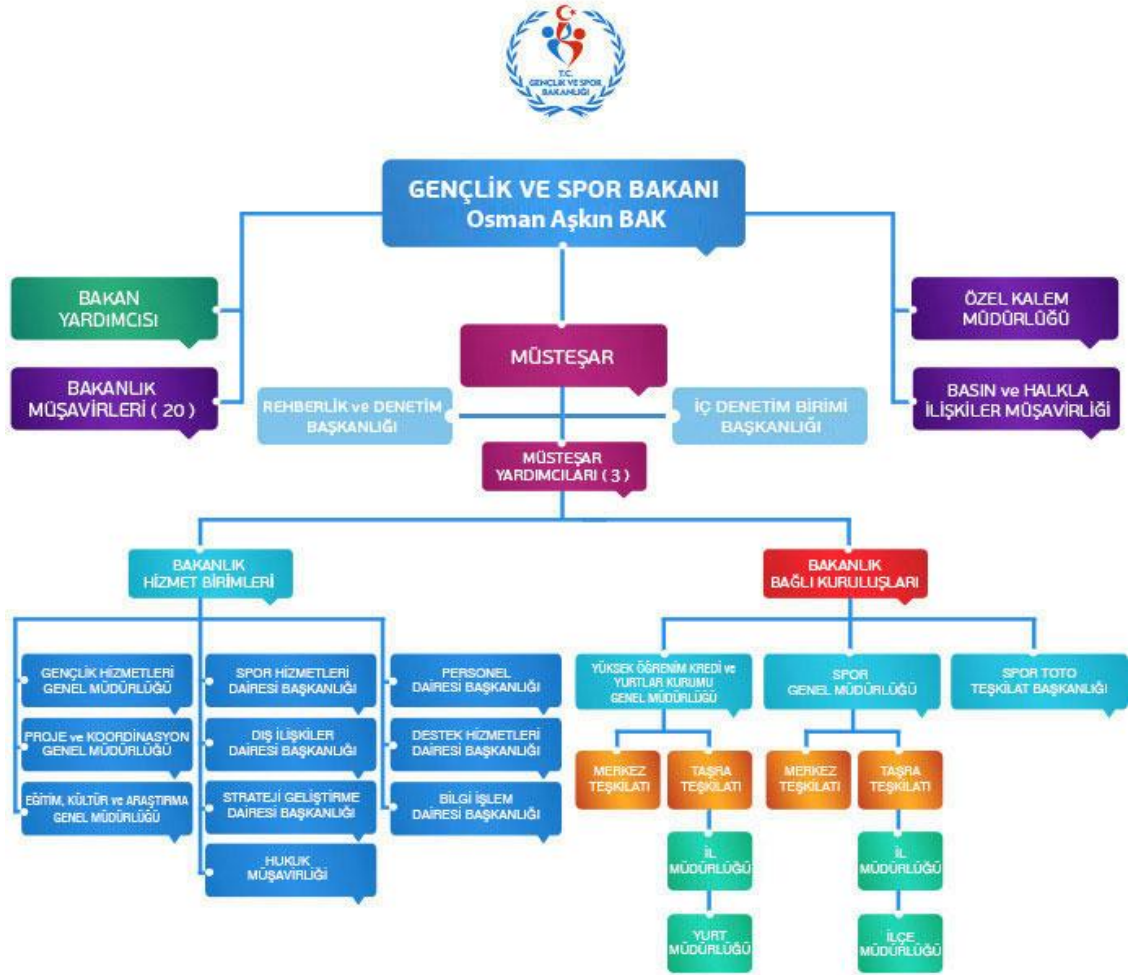 T.C.
GENÇLİK VE SPOR
BAKANLIĞI
GENÇLİK VE SPOR BAKANI
Osman Aşkın BAK
BAKAN
YARDIMCISI
ÖZEL KALEM
MÜDÜRLÜĞÜ
MÜSTEŞAR
BAKANLIK
MÜŞAVİRLERİ ( 20 )
BASIN ve HALKLA
İLİŞKİLER MÜŞAVİRLİĞİ
REHBERLİK ve DENETİM
BAŞKANLIĞI
İÇ DENETİM BİRİMİ
BAŞKANLIĞI
MÜSTEŞAR
YARDIMCILARI ( 3 )
BAKANLIK
HİZMET BİRİMLERİ
BAKANLIK
BAĞLI KURULUŞLARI
GENÇLİK HİZMETLERİ
GENEL MÜDÜRLÜĞÜ
SPOR HİZMETLERİ
DAİRESİ BAŞKANLIĞI
PERSONEL
DAİRESİ BAŞKANLIĞI
PROJE ve KOORDİNASYON
GENEL MÜDÜRLÜĞÜ
DIŞ İLİŞKİLER
DAİRESİ BAŞKANLIĞI
DESTEK HİZMETLERİ
DAİRESİ BAŞKANLIĞI
EĞİTİM, KÜLTÜR ve ARAŞTIRMA
GENEL MÜDÜRLÜĞÜ
STRATEJİ GELİŞTİRME
DAİRESİ BAŞKANLIĞI
BİLGİ İŞLEM
DAİRESİ BAŞKANLIĞI
HUKUK
MÜŞAVİRLİĞİ
YÜKSEK ÖĞRENİM KREDİ ve
YURTLAR KURUMU
GENEL MÜDÜRLÜĞÜ
SPOR
GENEL MÜDÜRLÜĞÜ
SPOR TOTO
TEŞKİLAT BAŞKANLIĞI
MERKEZ
TEŞKİLATI
TAŞRA
TEŞKİLATI
MERKEZ
TEŞKİLATI
TAŞRA
TEŞKİLATI
İL
MÜDÜRLÜĞÜ
İL
MÜDÜRLÜĞÜ
YURT
MÜDÜRLÜĞÜ
İLÇE
MÜDÜRLÜĞÜ